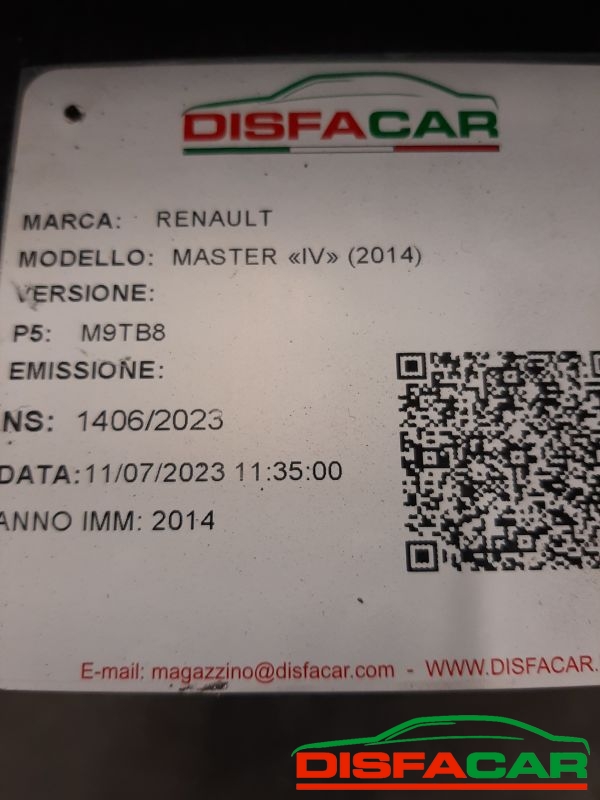 DISFACAR
MARCA: RENAULT
MODELLO: MASTER «IV» (2014)
VERSIONE:
P5: M9TB8
EMISSIONE:
NS: 1406/2023
DATA: 11/07/2023 11:35:00
ANNO IMM: 2014
E-mail: magazzino@disfacar.com - WWW.DISFACAR.
DISFACAR